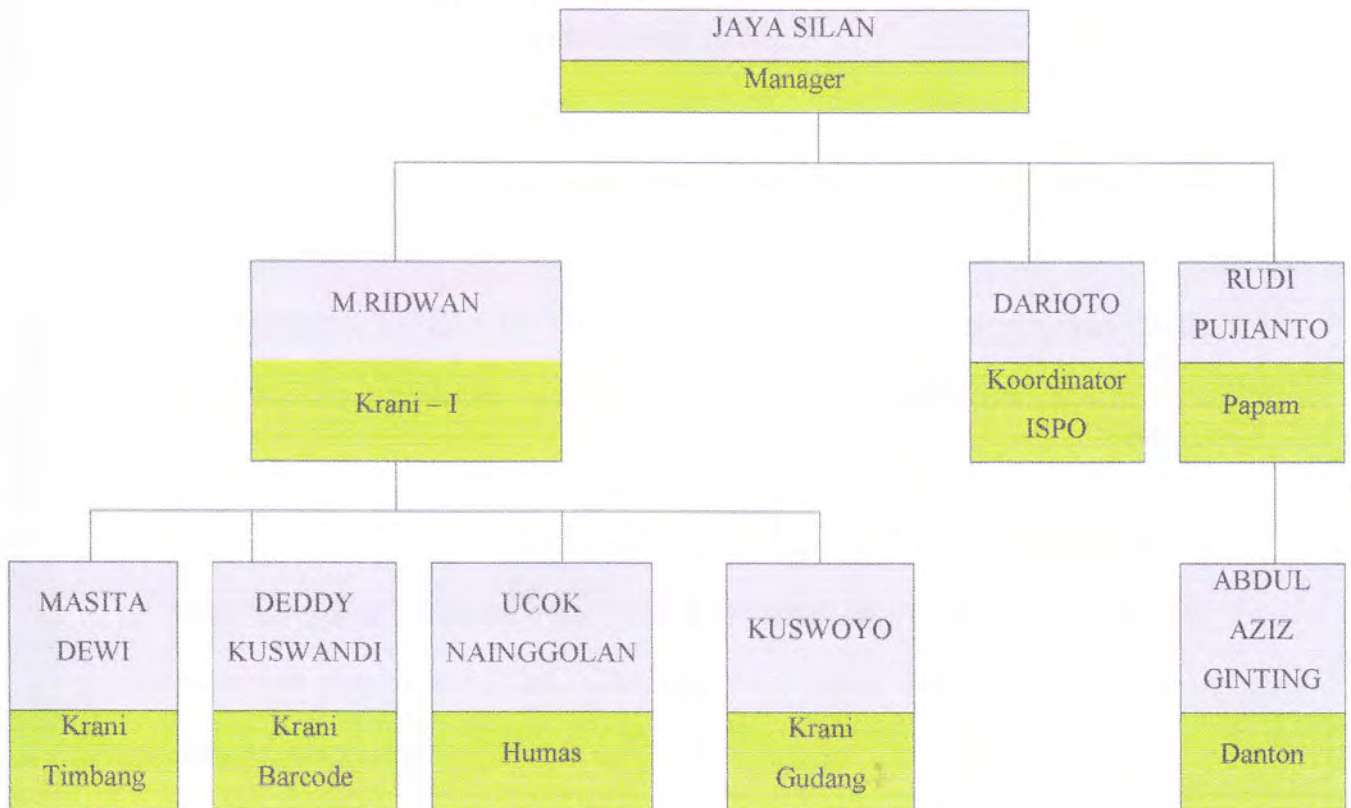 JAYA SILAN
Manager
M.RIDWAN
Krani – I
DARIOTO
Koordinator
ISPO
RUDI
PUJIANTO
Papam
MASITA
DEWI
Krani
Timbang
DEDDY
KUSWANDI
Krani
Barcode
UCOK
NAINGGOLAN
Humas
KUSWOYO
Krani
Gudang
ABDUL
AZIZ
GINTING
Danton